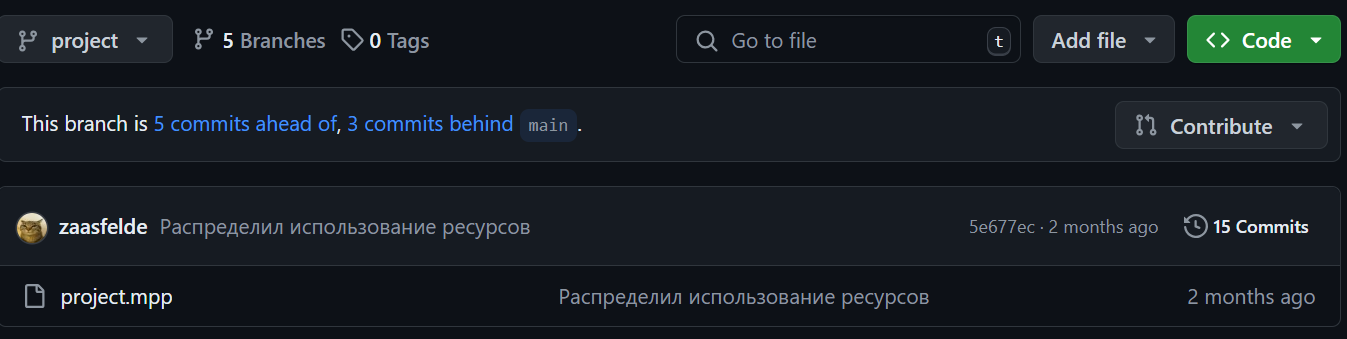 project 5 Branches 0 Tags Go to file t Add file Code
This branch is 5 commits ahead of, 3 commits behind main. Contribute
zaasfelde Распределил использование ресурсов 5e677ec · 2 months ago 15 Commits
project.mpp Распределил использование ресурсов 2 months ago